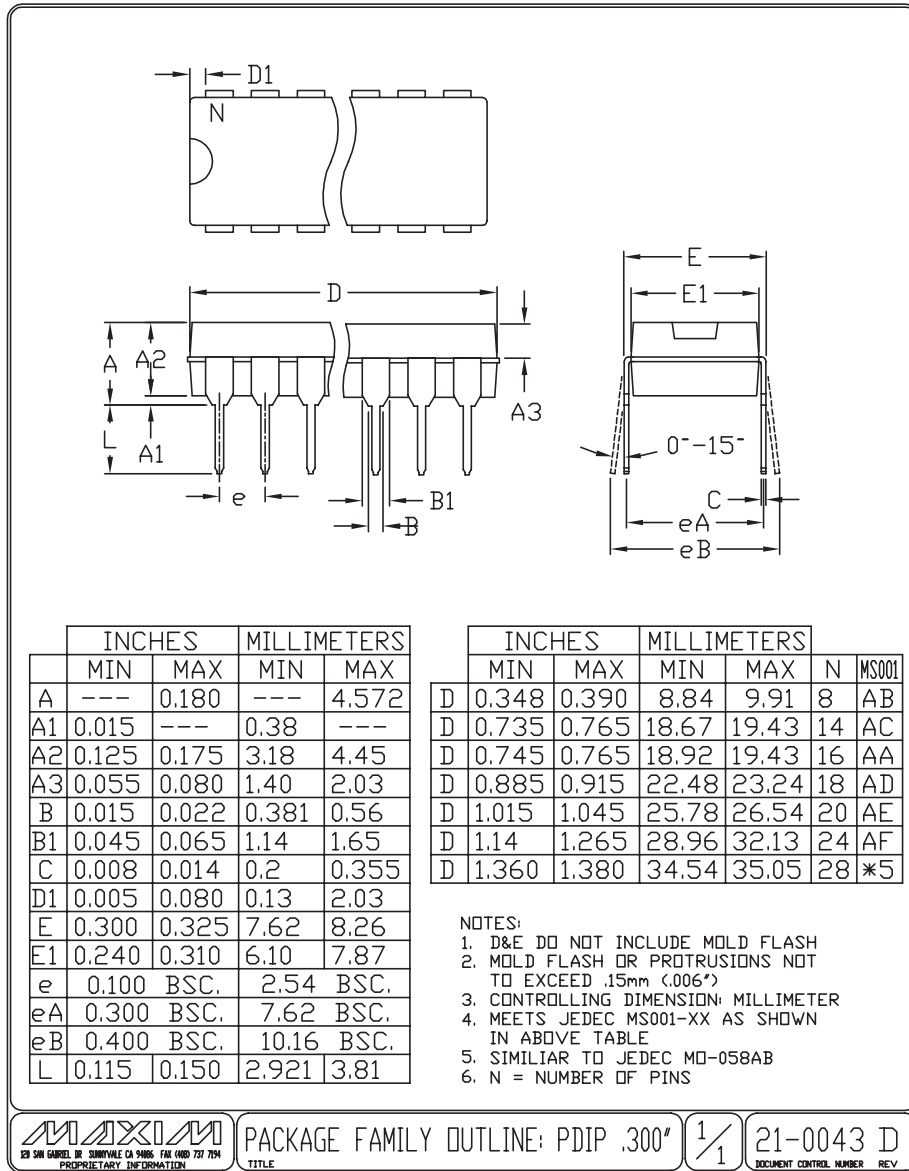 D1
N
E
D
E1
A
A2
A3
L
A1
0°-15°
e
B1
B
C
eA
eB
INCHES MILLIMETERS
MIN MAX MIN MAX
A --- 0.180 --- 4.572
A1 0.015 --- 0.38 ---
A2 0.125 0.175 3.18 4.45
A3 0.055 0.080 1.40 2.03
B 0.015 0.022 0.381 0.56
B1 0.045 0.065 1.14 1.65
C 0.008 0.014 0.2 0.355
D1 0.005 0.080 0.13 2.03
E 0.300 0.325 7.62 8.26
E1 0.240 0.310 6.10 7.87
e 0.100 BSC. 2.54 BSC.
eA 0.300 BSC. 7.62 BSC.
eB 0.400 BSC. 10.16 BSC.
L 0.115 0.150 2.921 3.81
INCHES MILLIMETERS
MIN MAX MIN MAX N MS001
D 0.348 0.390 8.84 9.91 8 AB
D 0.735 0.765 18.67 19.43 14 AC
D 0.745 0.765 18.92 19.43 16 AA
D 0.885 0.915 22.48 23.24 18 AD
D 1.015 1.045 25.78 26.54 20 AE
D 1.14 1.265 28.96 32.13 24 AF
D 1.360 1.380 34.54 35.05 28 *5
NOTES:
1. D&E DO NOT INCLUDE MOLD FLASH
2. MOLD FLASH OR PROTRUSIONS NOT
TO EXCEED .15mm (.006")
3. CONTROLLING DIMENSION: MILLIMETER
4. MEETS JEDEC MS001-XX AS SHOWN
IN ABOVE TABLE
5. SIMILIAR TO JEDEC MO-058AB
6. N = NUMBER OF PINS
MAXIM
120 SAN GABRIEL DR SUNNYVALE CA 94086 FAX (408) 737 7194
PROPRIETARY INFORMATION
PACKAGE FAMILY OUTLINE: PDIP .300"
TITLE
1/1
21-0043 D
DOCUMENT CONTROL NUMBER REV